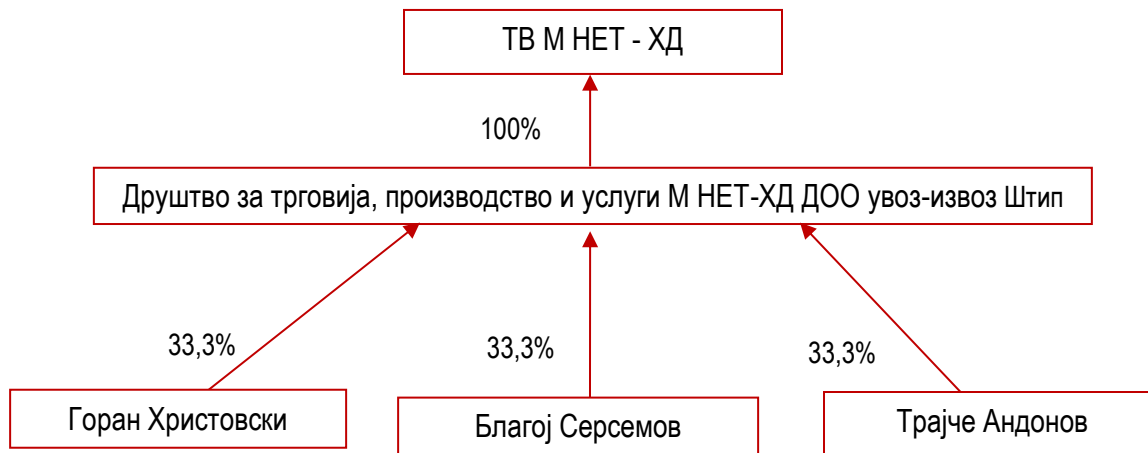 ТВ М НЕТ - ХД
100%
Друштво за трговија, производство и услуги М НЕТ-ХД ДОО увоз-извоз Штип
33,3%
33,3%
33,3%
Горан Христовски
Благој Серсемов
Трајче Андонов